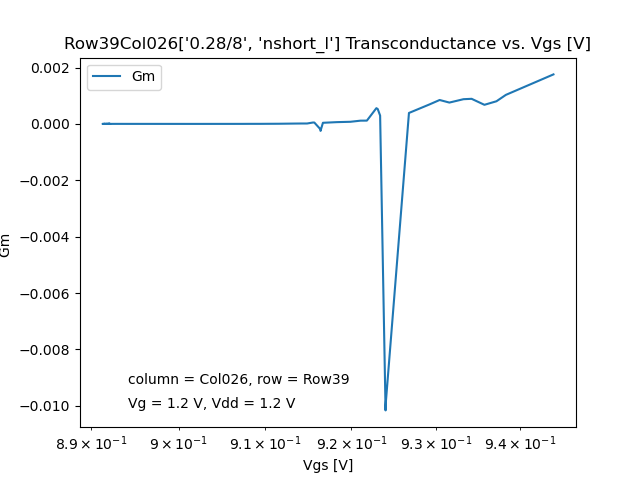 Row39Col026['0.28/8', 'nshort_l'] Transconductance vs. Vgs [V]
Gm
0.002
0.000
−0.002
−0.004
−0.006
−0.008
−0.010
Gm
column = Col026, row = Row39
Vg = 1.2 V, Vdd = 1.2 V
8.9 × 10⁻¹ 9 × 10⁻¹ 9.1 × 10⁻¹ 9.2 × 10⁻¹ 9.3 × 10⁻¹ 9.4 × 10⁻¹
Vgs [V]